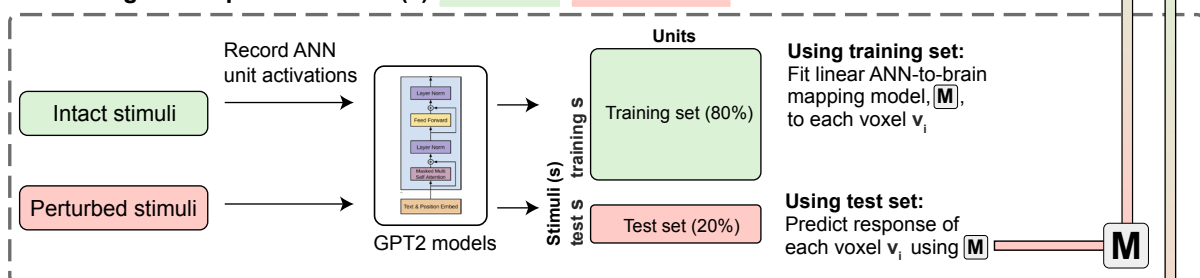 Record ANN
unit activations
Intact stimuli
Perturbed stimuli
Layer Norm
Feed Forward
Layer Norm
Masked Multi
Self Attention
Text & Position Embed
GPT2 models
Units
Stimuli (s)
training s
test s
Training set (80%)
Test set (20%)
Using training set:
Fit linear ANN-to-brain
mapping model, M ,
to each voxel vi
Using test set:
Predict response of
each voxel vi using M
M